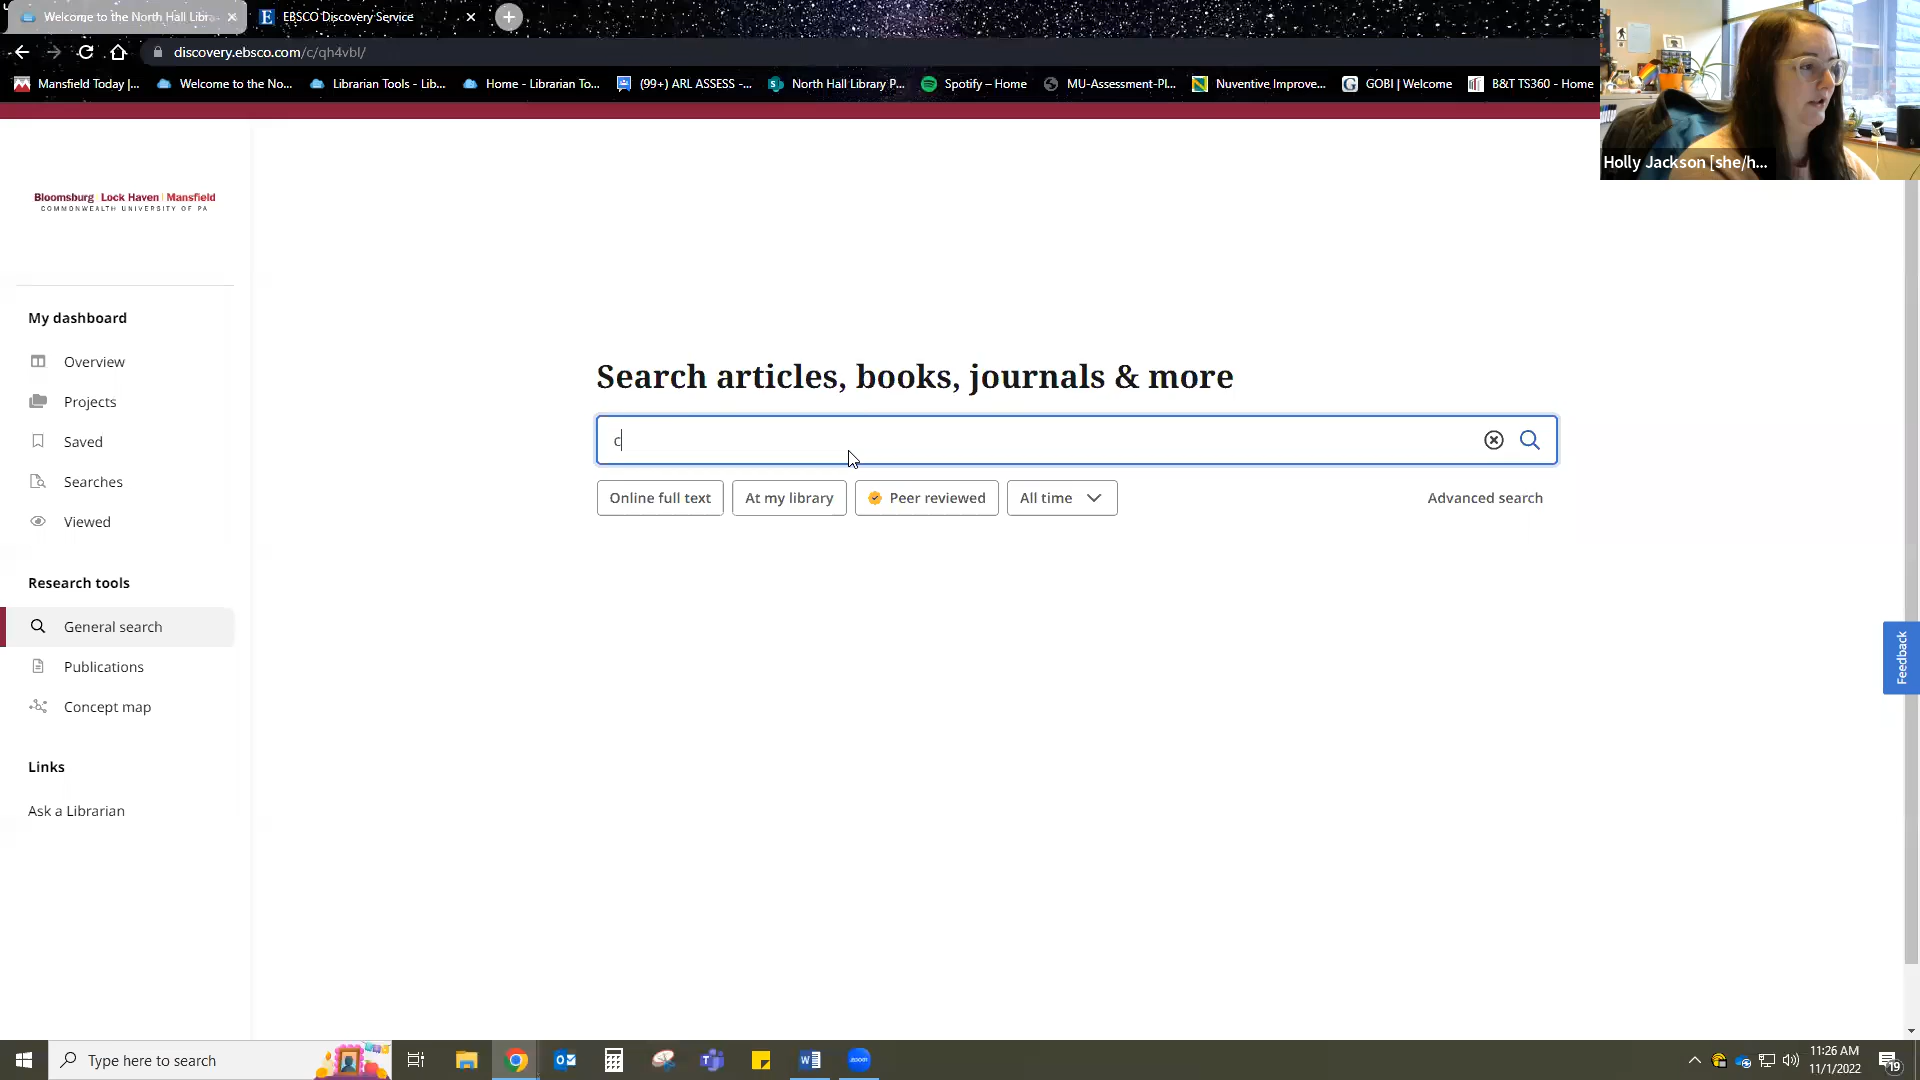 Welcome to the North Hall Libr
EBSCO Discovery Service
discovery.ebsco.com/c/qh4vbl/
Mansfield Today |...
Welcome to the No...
Librarian Tools - Lib...
Home - Librarian To...
(99+) ARL ASSESS -...
North Hall Library P...
Spotify – Home
MU-Assessment-Pl...
Nuventive Improve...
GOBI | Welcome
B&T TS360 - Home
Holly Jackson [she/h...
Bloomsburg Lock Haven Mansfield
COMMONWEALTH UNIVERSITY OF PA
My dashboard
Overview
Projects
Saved
Searches
Viewed
Research tools
General search
Publications
Concept map
Links
Ask a Librarian
Search articles, books, journals & more
c
Online full text
At my library
Peer reviewed
All time
Advanced search
Feedback
Type here to search
11:26 AM
11/1/2022
19